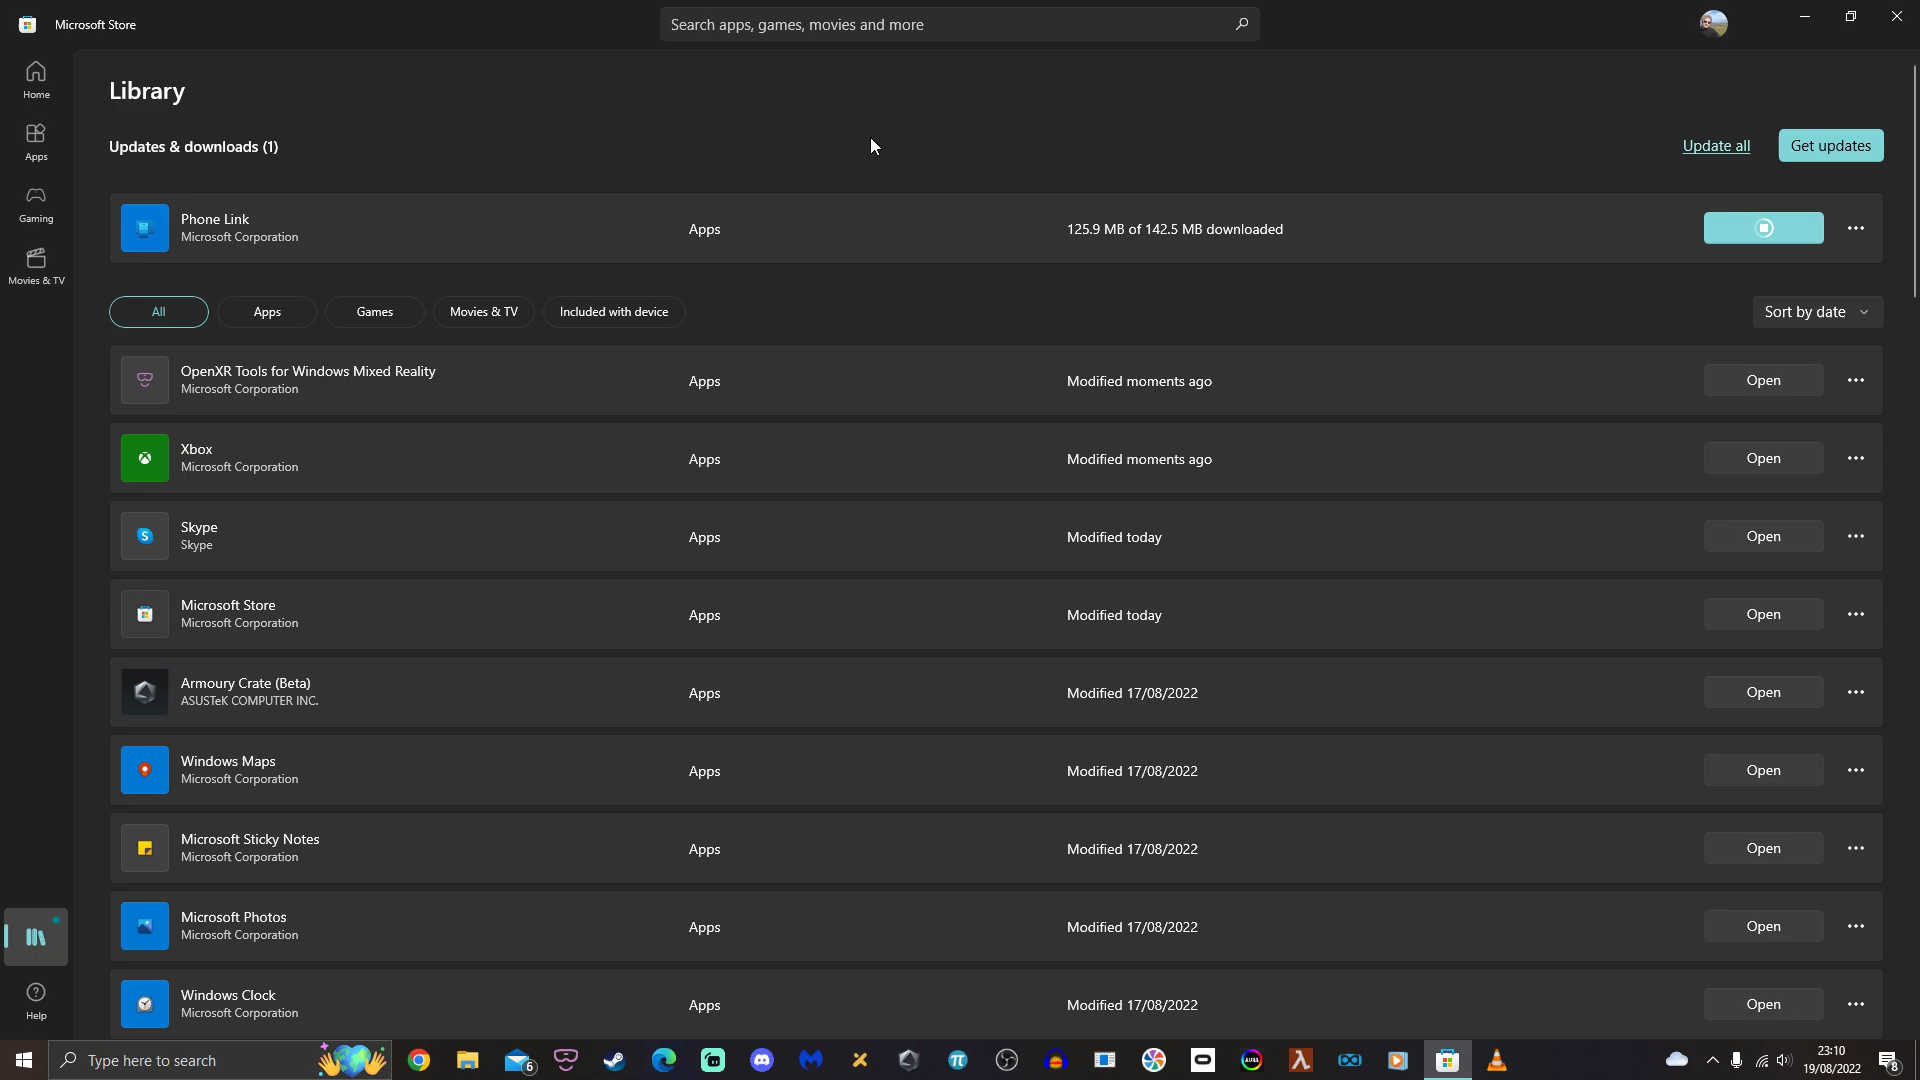 Microsoft Store
Search apps, games, movies and more
Home
Apps
Gaming
Movies & TV
Library
Updates & downloads (1)
Update all
Get updates
Phone Link
Microsoft Corporation
Apps
125.9 MB of 142.5 MB downloaded
All
Apps
Games
Movies & TV
Included with device
Sort by date
OpenXR Tools for Windows Mixed Reality
Microsoft Corporation
Apps
Modified moments ago
Open
Xbox
Microsoft Corporation
Apps
Modified moments ago
Open
Skype
Skype
Apps
Modified today
Open
Microsoft Store
Microsoft Corporation
Apps
Modified today
Open
Armoury Crate (Beta)
ASUSTeK COMPUTER INC.
Apps
Modified 17/08/2022
Open
Windows Maps
Microsoft Corporation
Apps
Modified 17/08/2022
Open
Microsoft Sticky Notes
Microsoft Corporation
Apps
Modified 17/08/2022
Open
Microsoft Photos
Microsoft Corporation
Apps
Modified 17/08/2022
Open
Windows Clock
Microsoft Corporation
Apps
Modified 17/08/2022
Open
Help
Type here to search
6
AURA
23:10
19/08/2022
8